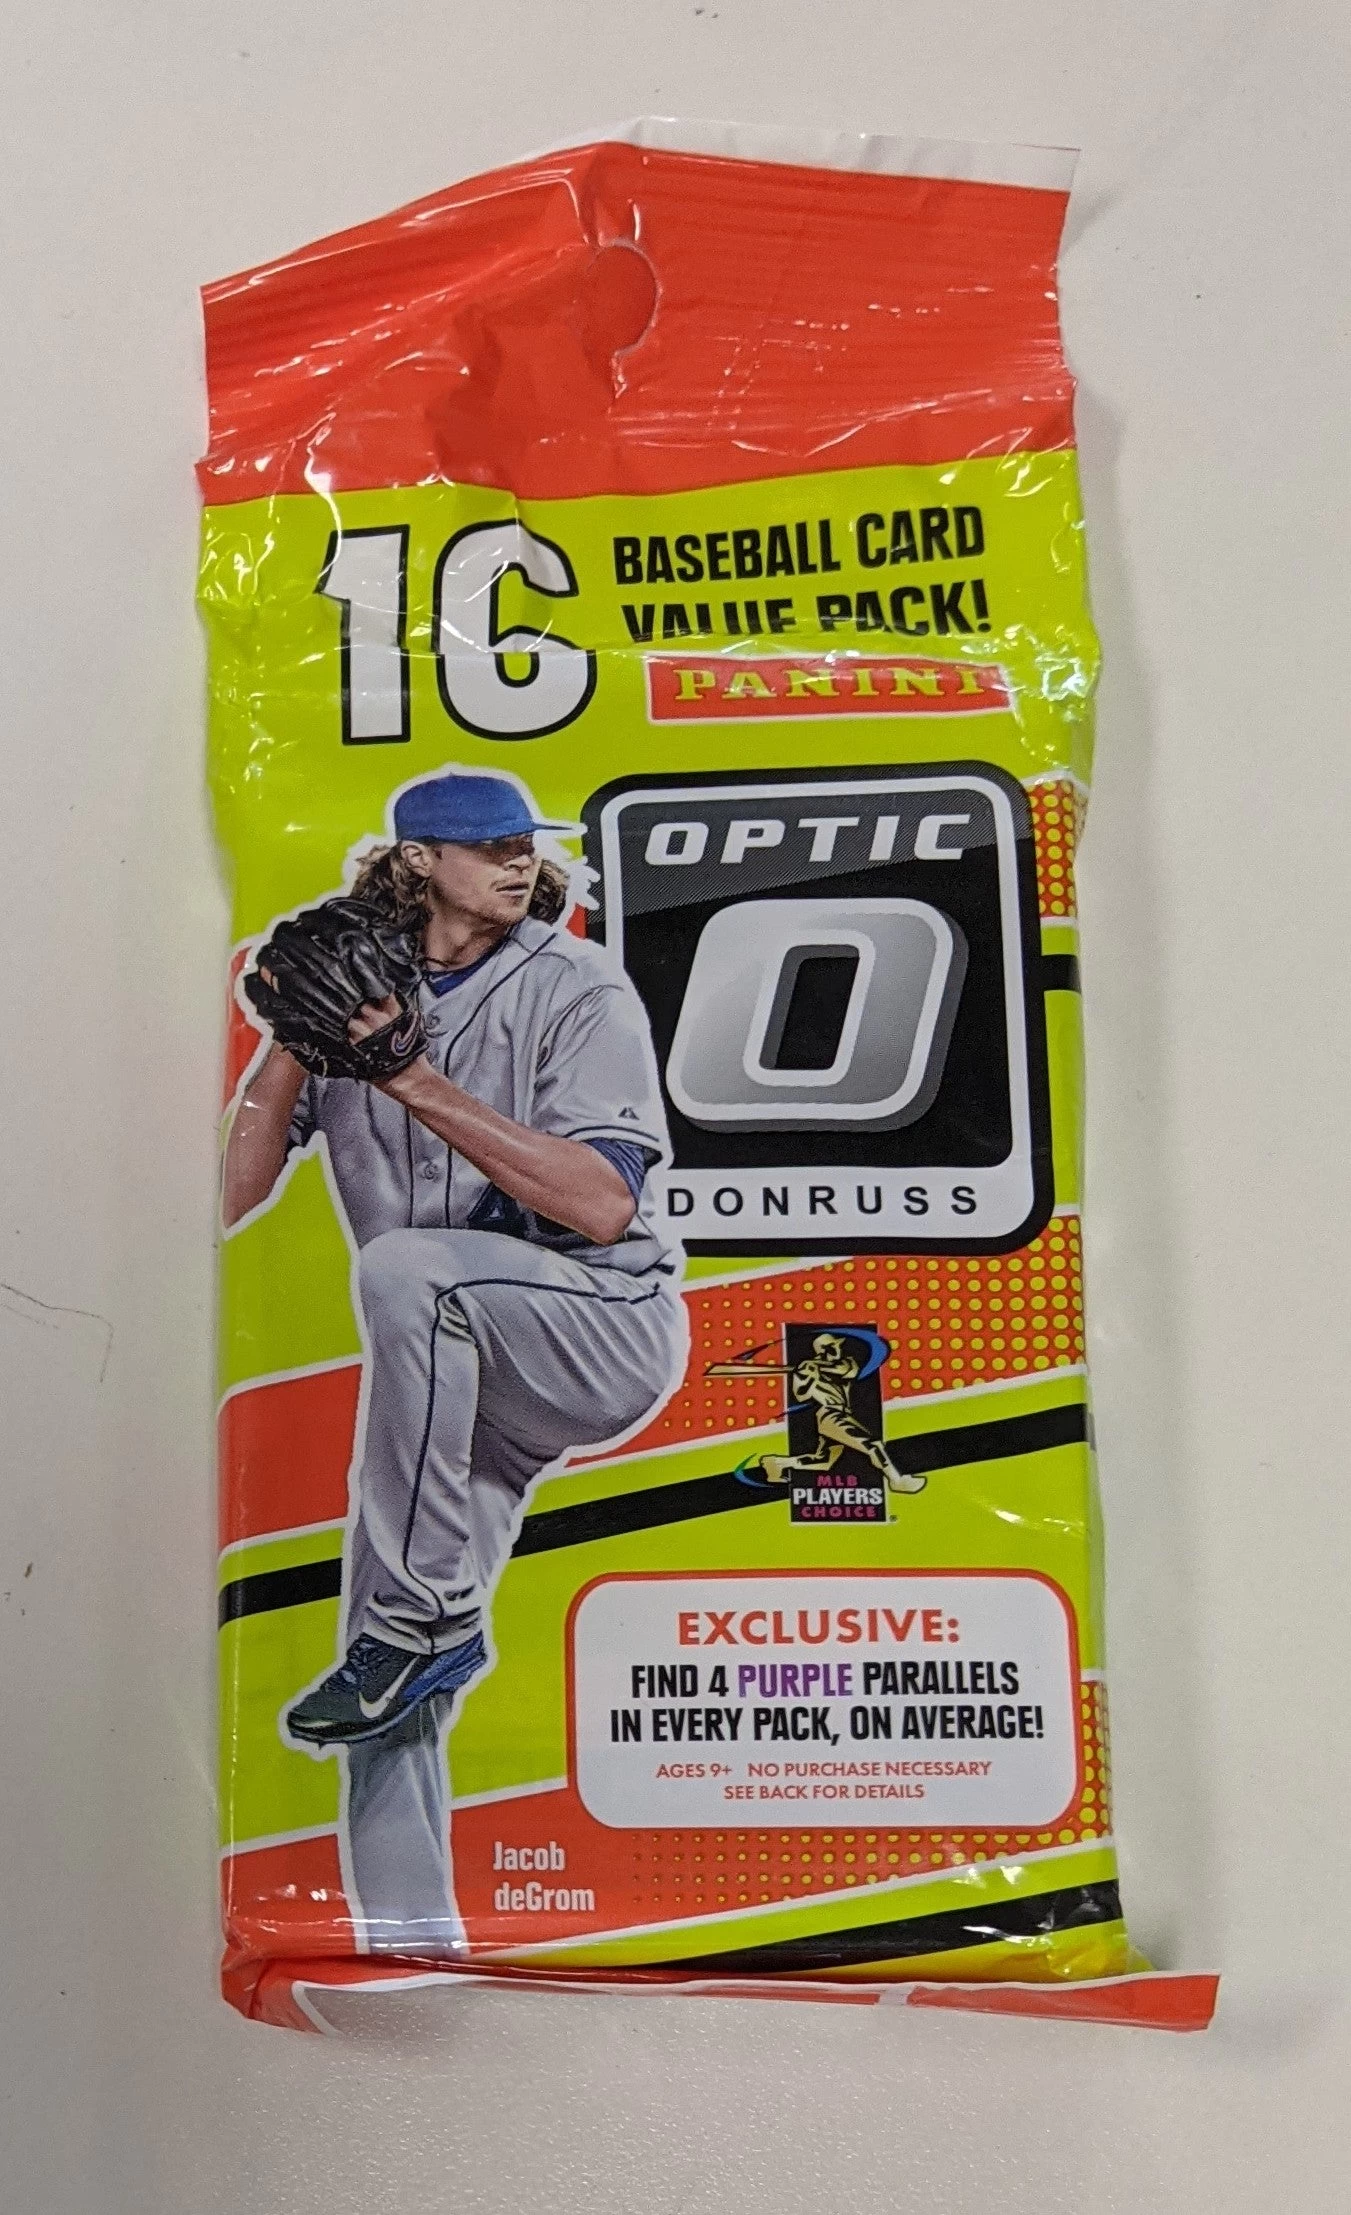 16
BASEBALL CARD
VALUE PACK!
PANINI
OPTIC
O
DONRUSS
MLB
PLAYERS
CHOICE
EXCLUSIVE:
FIND 4 PURPLE PARALLELS
IN EVERY PACK, ON AVERAGE!
AGES 9+ NO PURCHASE NECESSARY
SEE BACK FOR DETAILS
Jacob
deGrom